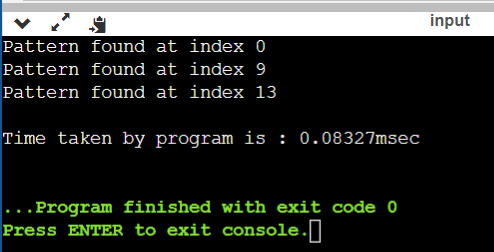 input
Pattern found at index 0
Pattern found at index 9
Pattern found at index 13
Time taken by program is : 0.08327msec
...Program finished with exit code 0
Press ENTER to exit console.